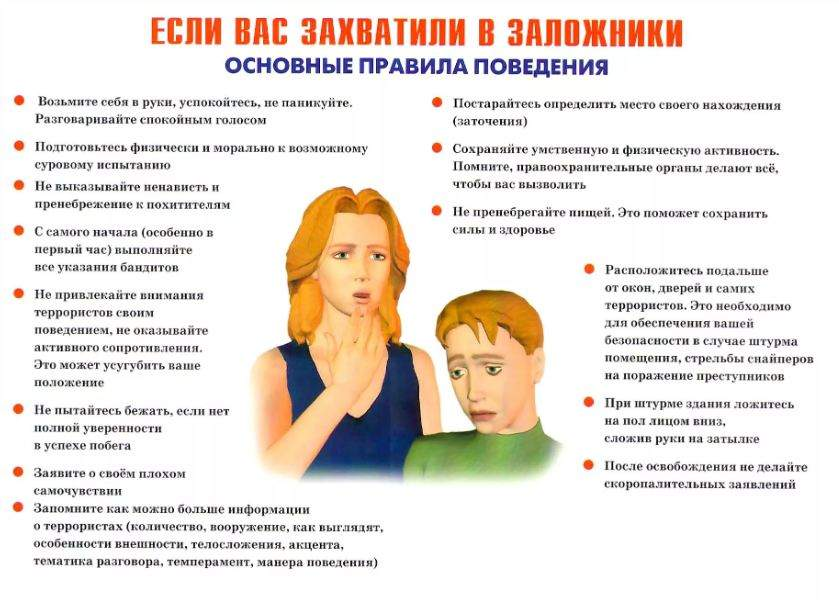 ЕСЛИ ВАС ЗАХВАТИЛИ В ЗАЛОЖНИКИ
ОСНОВНЫЕ ПРАВИЛА ПОВЕДЕНИЯ
Возьмите себя в руки, успокойтесь, не паникуйте.
Разговаривайте спокойным голосом
Подготовьтесь физически и морально к возможному
суровому испытанию
Не выказывайте ненависть и
пренебрежение к похитителям
С самого начала (особенно в
первый час) выполняйте
все указания бандитов
Не привлекайте внимания
террористов своим
поведением, не оказывайте
активного сопротивления.
Это может усугубить ваше
положение
Не пытайтесь бежать, если нет
полной уверенности
в успехе побега
Заявите о своём плохом
самочувствии
Запомните как можно больше информации
о террористах (количество, вооружение, как выглядят,
особенности внешности, телосложения, акцента,
тематика разговора, темперамент, манера поведения)
Постарайтесь определить место своего нахождения
(заточения)
Сохраняйте умственную и физическую активность.
Помните, правоохранительные органы делают всё,
чтобы вас вызволить
Не пренебрегайте пищей. Это поможет сохранить
силы и здоровье
Расположитесь подальше
от окон, дверей и самих
террористов. Это необходимо
для обеспечения вашей
безопасности в случае штурма
помещения, стрельбы снайперов
на поражение преступников
При штурме здания ложитесь
на пол лицом вниз,
сложив руки на затылке
После освобождения не делайте
скоропалительных заявлений